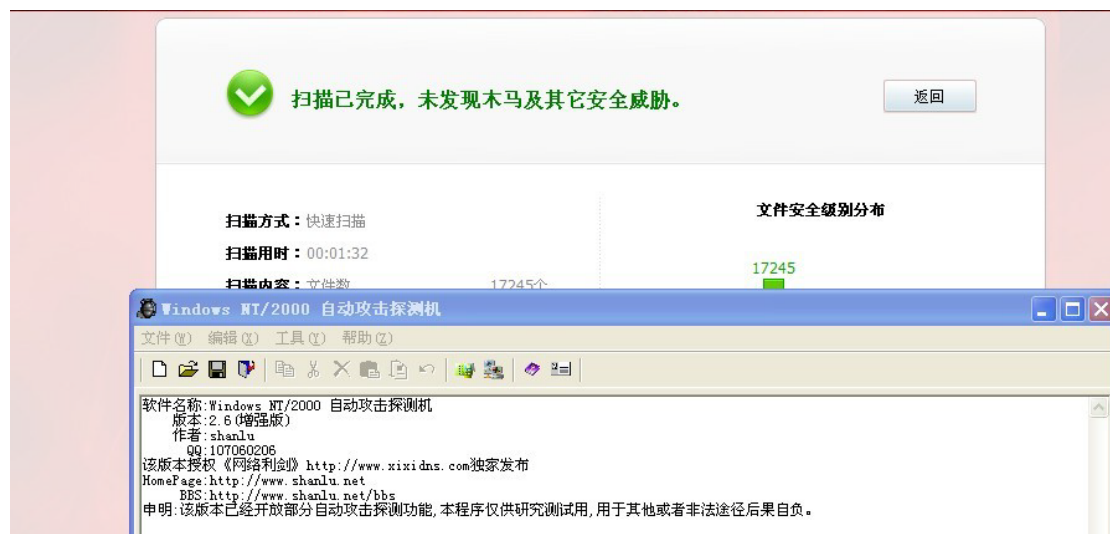 扫描已完成，未发现木马及其它安全威胁。
返回
扫描方式：快速扫描
文件安全级别分布
扫描用时：00:01:32
17245
扫描内容：文件数 17245个
Windows NT/2000 自动攻击探测机
文件(W) 编辑(X) 工具(Y) 帮助(Z)
软件名称:Windows NT/2000 自动攻击探测机
版本:2.6(增强版)
作者:shanlu
QQ:107060206
该版本授权《网络利剑》http://www.xixidns.com独家发布
HomePage:http://www.shanlu.net
BBS:http://www.shanlu.net/bbs
申明:该版本已经开放部分自动攻击探测功能,本程序仅供研究测试用,用于其他或者非法途径后果自负。